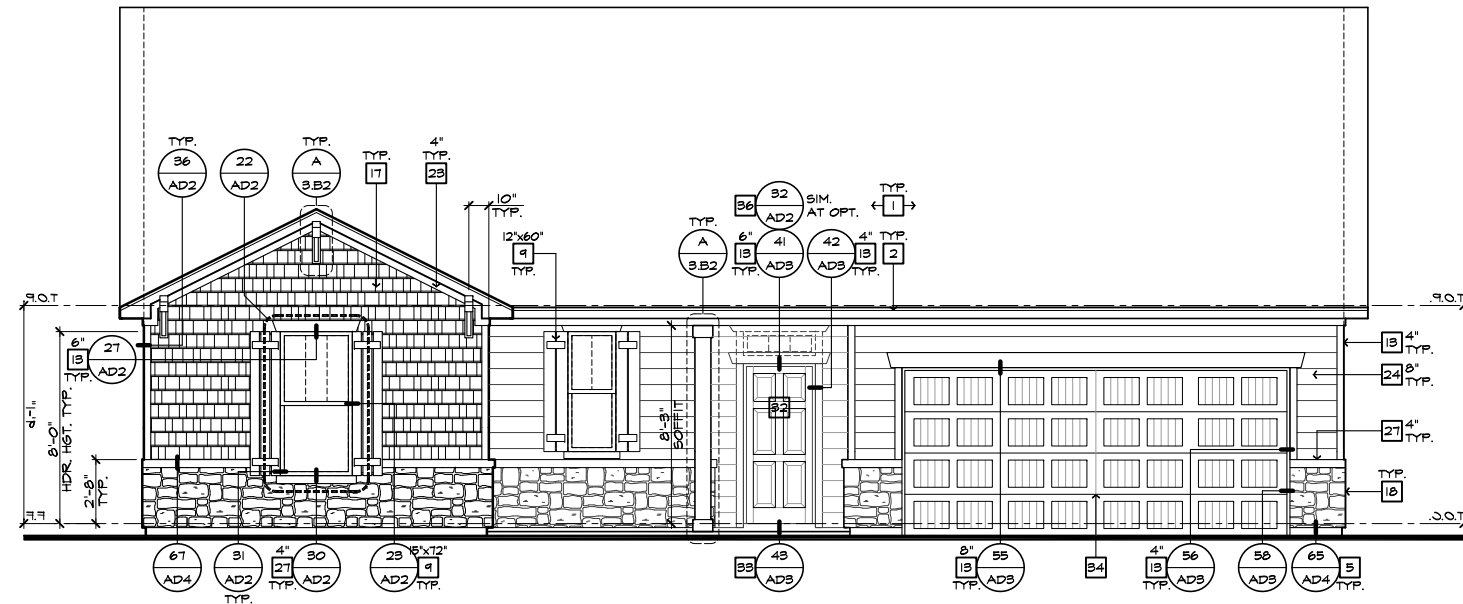 TYP.
36
AD2
22
AD2
TYP.
A
3.B2
TYP.
17
4"
TYP.
23
10"
TYP.
12"x60"
9
TYP.
TYP.
A
3.B2
36
32
AD2
SIM.
AT OPT.
6"
13
TYP.
41
AD3
42
AD3
4"
13
TYP.
TYP.
1
TYP.
2
P.O.T.
T.O.P.
6"
13
TYP.
27
AD2
9'-1"
8'-0"
HDR. HGT. TYP.
2'-8"
TYP.
8'-3"
SOFFIT
32
13
4"
TYP.
24
8"
TYP.
27
4"
TYP.
TYP.
18
F.F.
67
AD4
31
AD2
TYP.
4"
27
TYP.
30
AD2
23
AD2
15"x72"
9
TYP.
33
43
AD3
8"
13
TYP.
55
AD3
34
4"
13
TYP.
56
AD3
58
AD3
65
AD4
5
TYP.